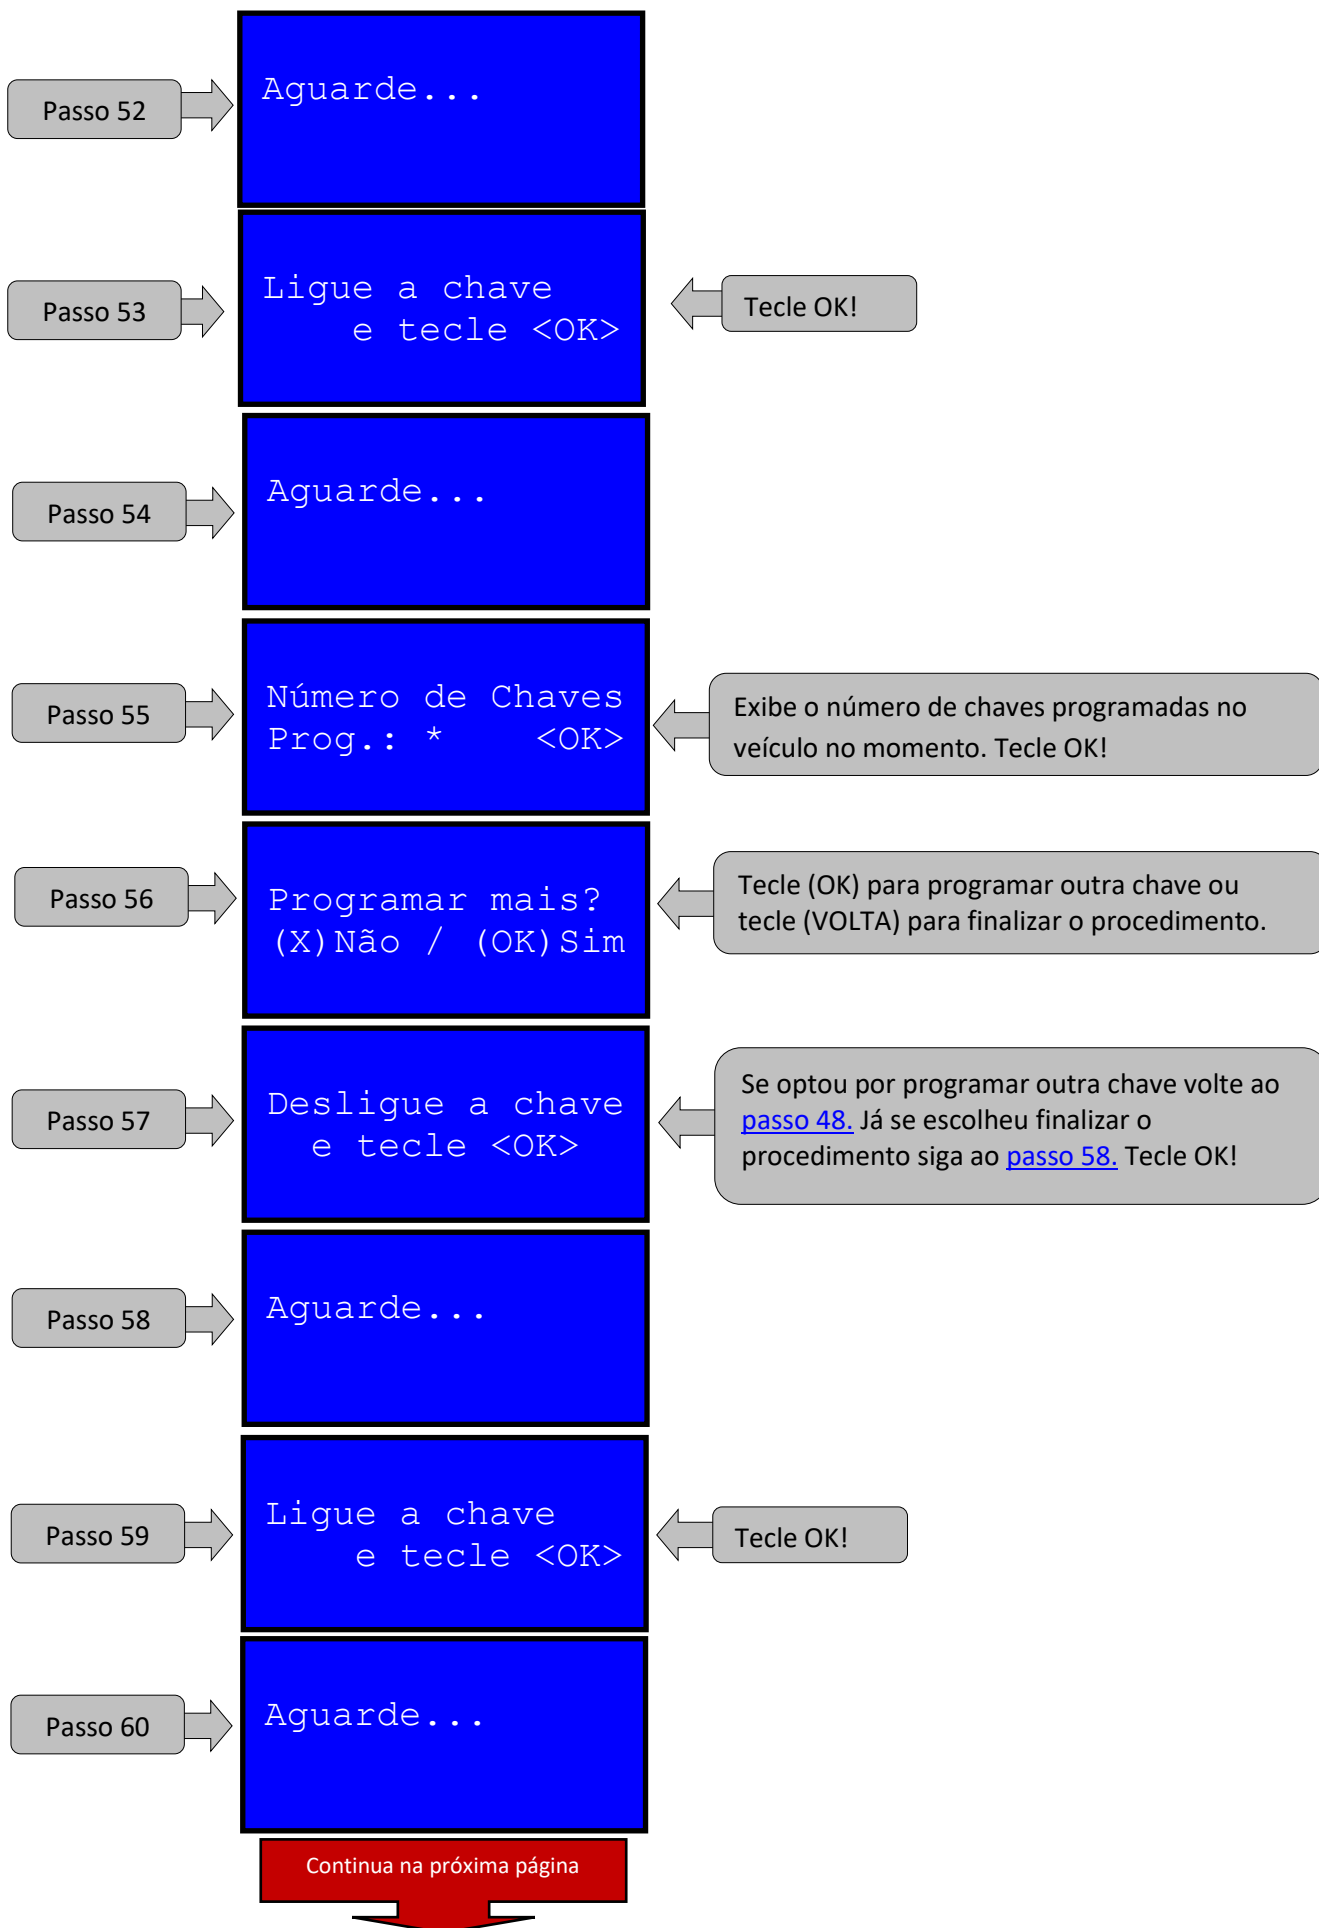 Passo 52
Aguarde...
Passo 53
Ligue a chave
e tecle <OK>
Tecle OK!
Passo 54
Aguarde...
Passo 55
Número de Chaves
Prog.: * <OK>
Exibe o número de chaves programadas no
veículo no momento. Tecle OK!
Passo 56
Programar mais?
(X)Não / (OK)Sim
Tecle (OK) para programar outra chave ou
tecle (VOLTA) para finalizar o procedimento.
Passo 57
Desligue a chave
e tecle <OK>
Se optou por programar outra chave volte ao
passo 48. Já se escolheu finalizar o
procedimento siga ao passo 58. Tecle OK!
Passo 58
Aguarde...
Passo 59
Ligue a chave
e tecle <OK>
Tecle OK!
Passo 60
Aguarde...
Continua na próxima página